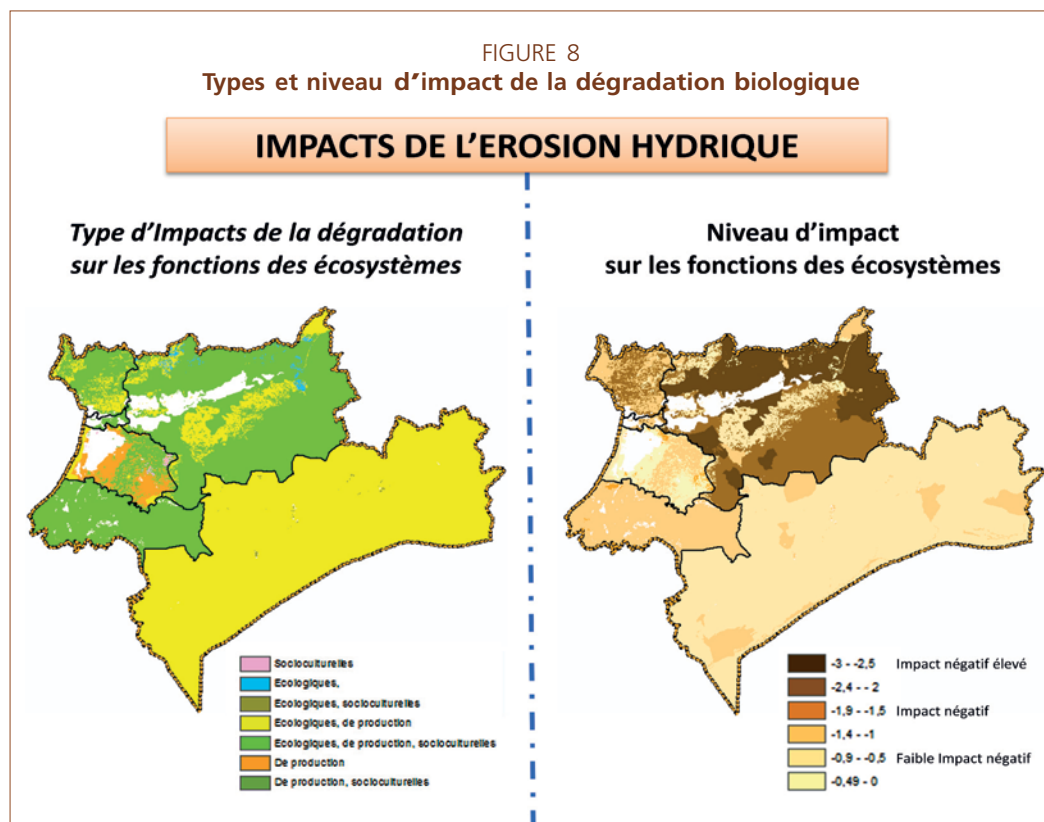 FIGURE 8
Types et niveau d’impact de la dégradation biologique
IMPACTS DE L’EROSION HYDRIQUE
Type d’Impacts de la dégradation
sur les fonctions des écosystèmes
Socioculturelles
Ecologiques,
Ecologiques, socioculturelles
Ecologiques, de production
Ecologiques, de production, socioculturelles
De production
De production, socioculturelles
Niveau d’impact
sur les fonctions des écosystèmes
-3 - -2,5 Impact négatif élevé
-2,4 - -2
-1,9 - -1,5 Impact négatif
-1,4 - -1
-0,9 - -0,5 Faible Impact négatif
-0,49 - 0